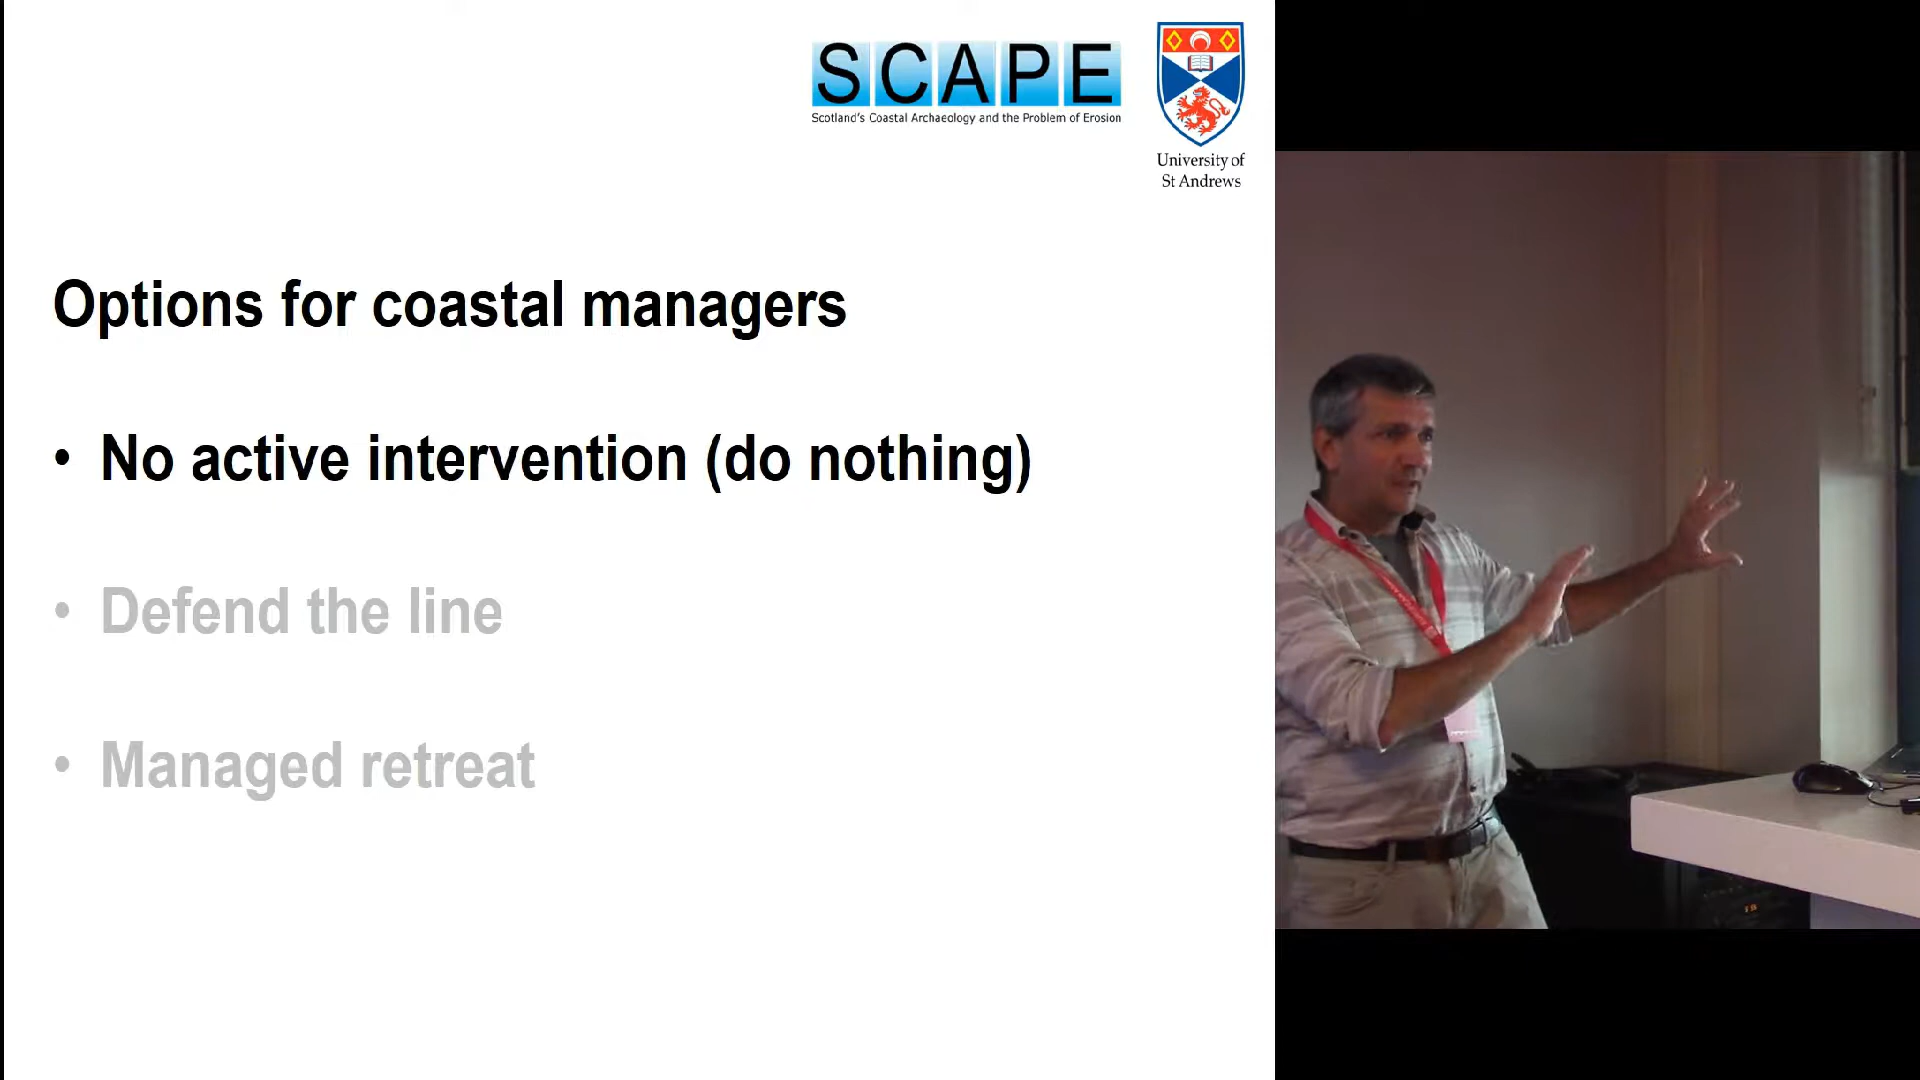 SCAPE
Scotland's Coastal Archaeology and the Problem of Erosion
University of
St Andrews
Options for coastal managers
• No active intervention (do nothing)
• Defend the line
• Managed retreat